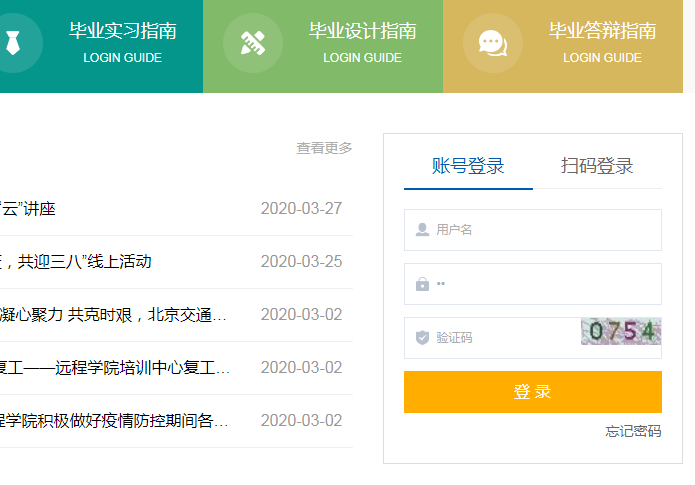 毕业实习指南
LOGIN GUIDE
毕业设计指南
LOGIN GUIDE
毕业答辩指南
LOGIN GUIDE
查看更多
云”讲座 2020-03-27
，共迎三八”线上活动 2020-03-25
凝心聚力 共克时艰，北京交通... 2020-03-02
复工——远程学院培训中心复工... 2020-03-02
程学院积极做好疫情防控期间各... 2020-03-02
账号登录 扫码登录
用户名
••
验证码 0754
登 录
忘记密码